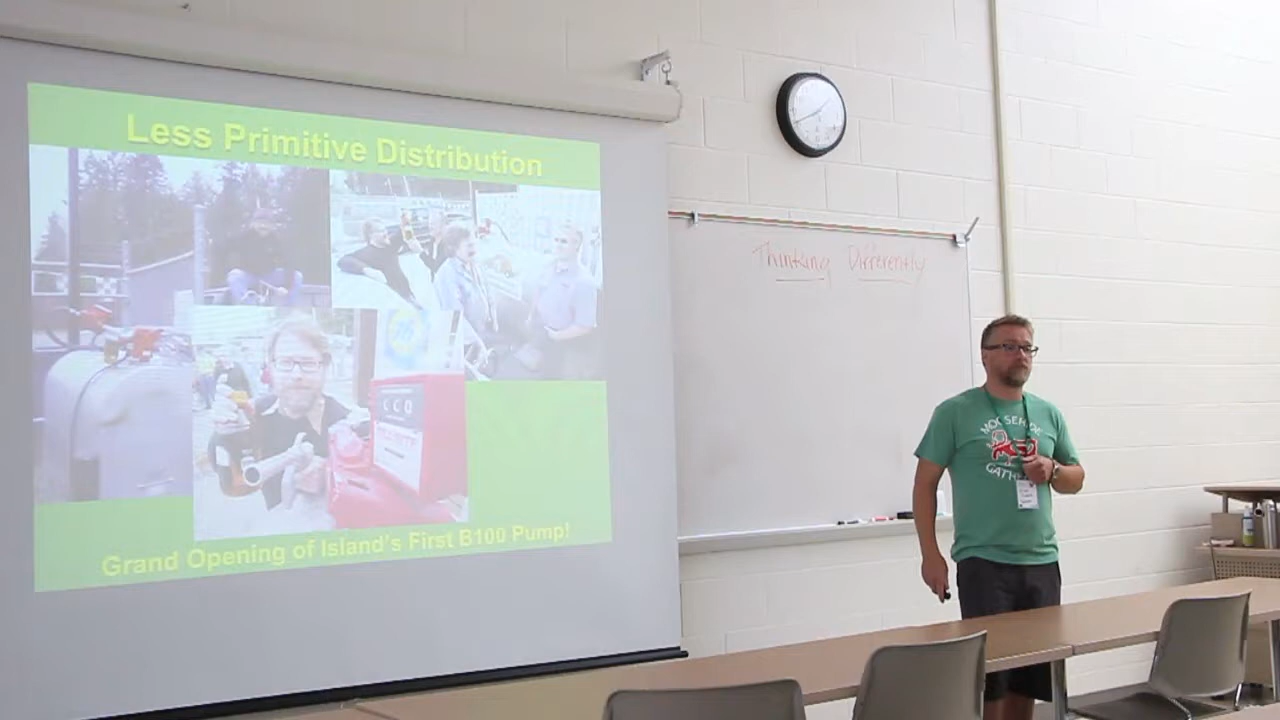 Less Primitive Distribution
Grand Opening of Island's First B100 Pump!
Thinking Differently